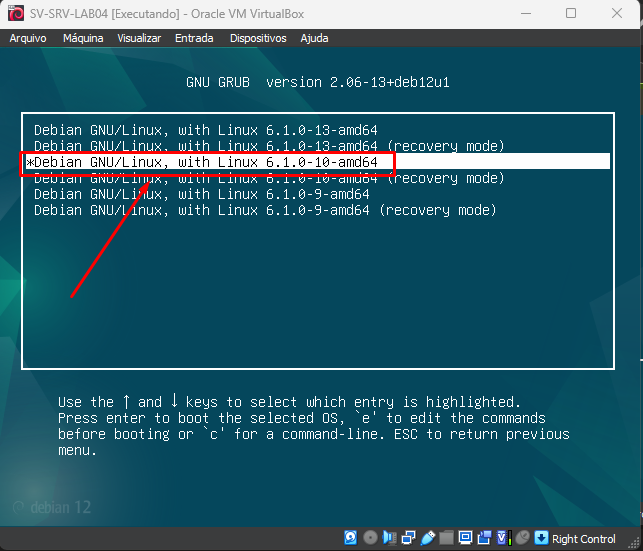 SV-SRV-LAB04 [Executando] - Oracle VM VirtualBox
Arquivo Máquina Visualizar Entrada Dispositivos Ajuda
GNU GRUB version 2.06-13+deb12u1
Debian GNU/Linux, with Linux 6.1.0-13-amd64
Debian GNU/Linux, with Linux 6.1.0-13-amd64 (recovery mode)
*Debian GNU/Linux, with Linux 6.1.0-10-amd64
Debian GNU/Linux, with Linux 6.1.0-10-amd64 (recovery mode)
Debian GNU/Linux, with Linux 6.1.0-9-amd64
Debian GNU/Linux, with Linux 6.1.0-9-amd64 (recovery mode)
Use the ↑ and ↓ keys to select which entry is highlighted.
Press enter to boot the selected OS, `e' to edit the commands
before booting or `c' for a command-line. ESC to return previous
menu.
debian 12
Right Control